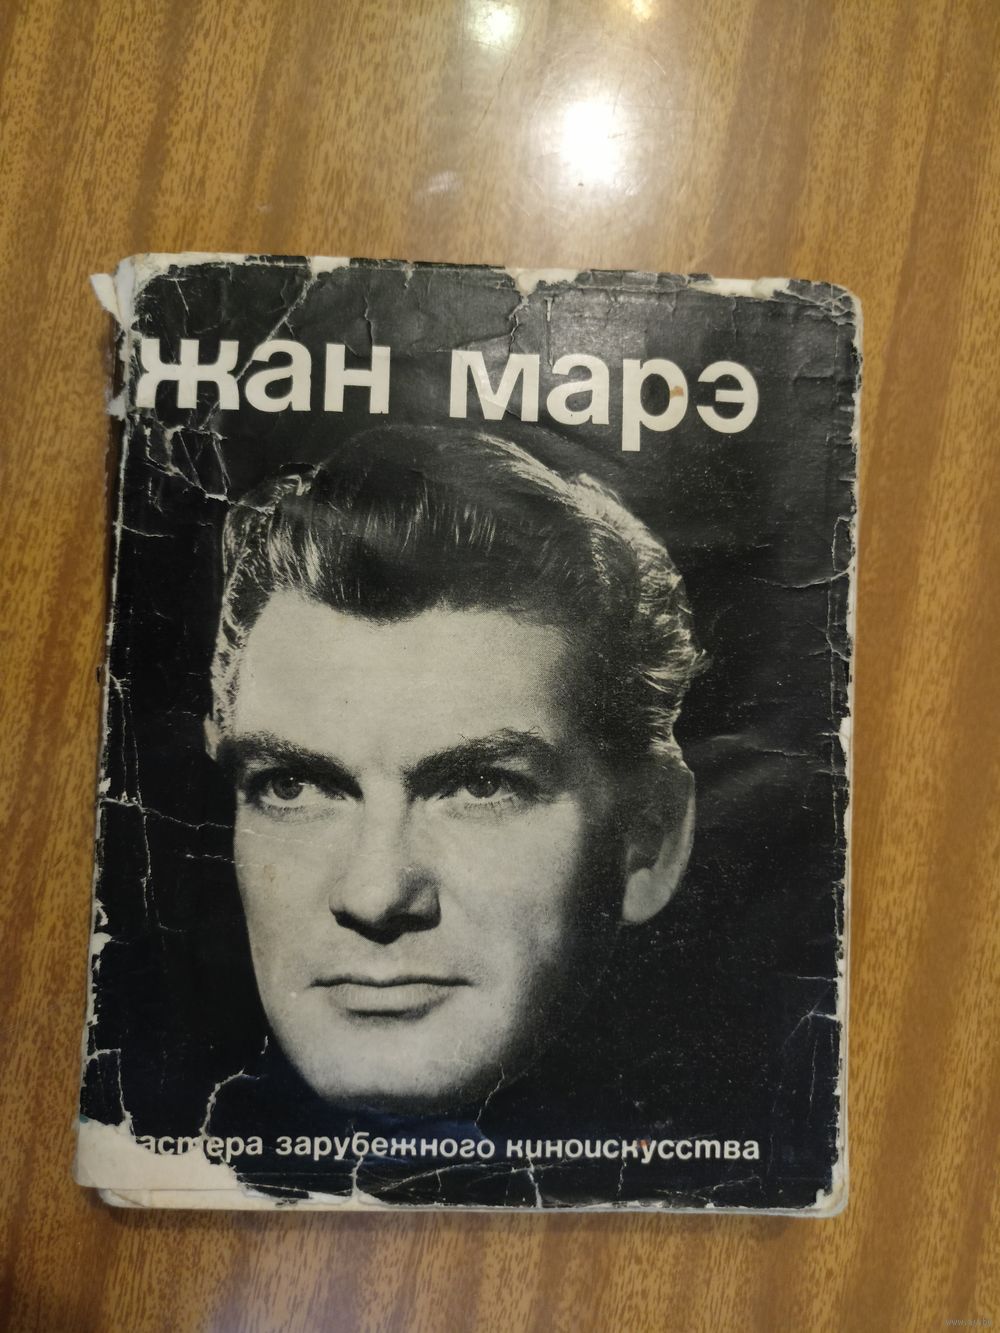 жан марэ
астера зарубежного киноискусства